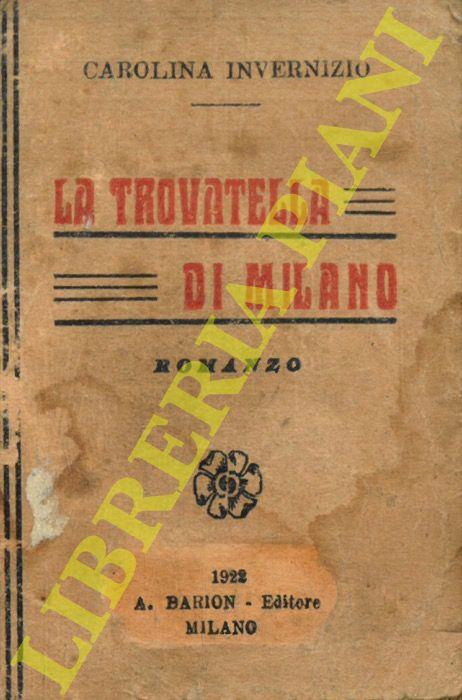 CAROLINA INVERNIZIO
LA TROVATELLA
DI MILANO
ROMANZO
1922
A. BARION - Editore
MILANO
LIBRERIA PIANI